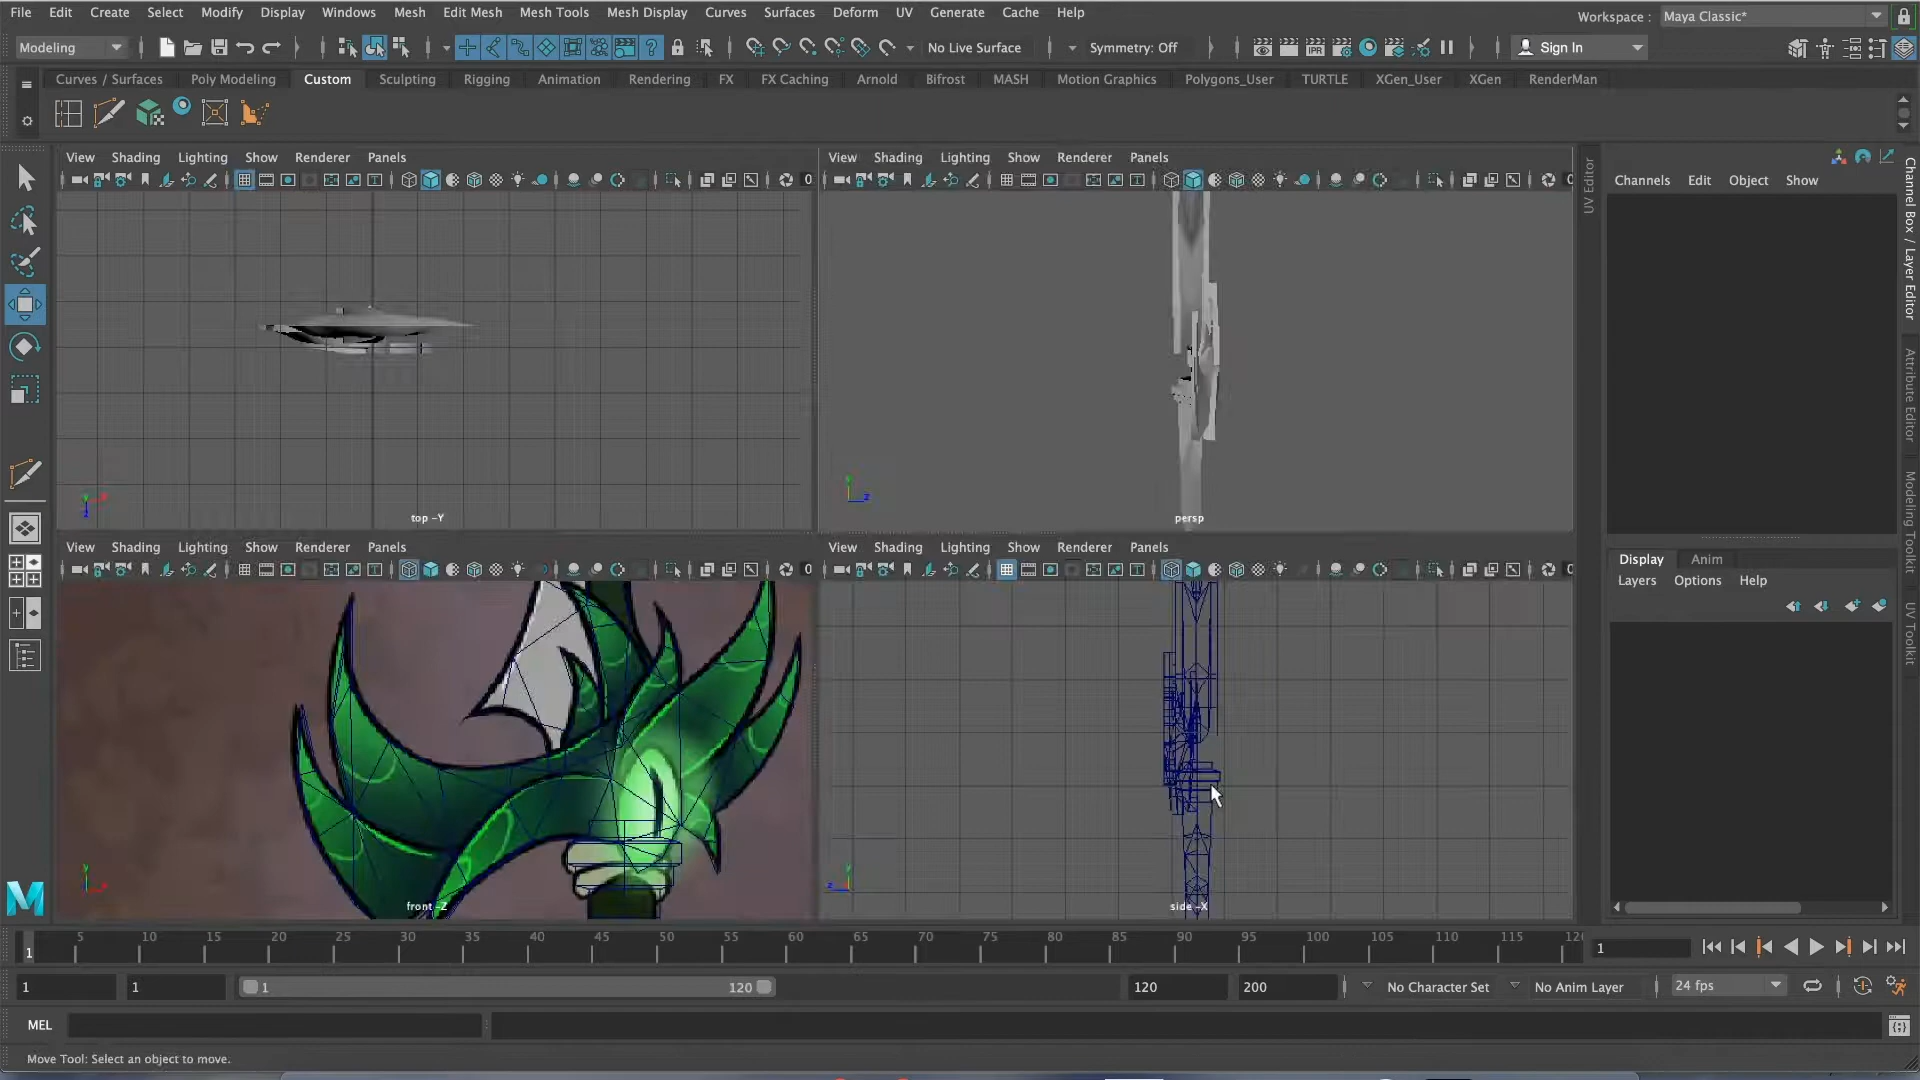 File Edit Create Select Modify Display Windows Mesh Edit Mesh Mesh Tools Mesh Display Curves Surfaces Deform UV Generate Cache Help
Workspace : Maya Classic*
Modeling
No Live Surface
Symmetry: Off
IPR
Sign In
Curves / Surfaces Poly Modeling Custom Sculpting Rigging Animation Rendering FX FX Caching Arnold Bifrost MASH Motion Graphics Polygons_User TURTLE XGen_User XGen RenderMan
View Shading Lighting Show Renderer Panels
View Shading Lighting Show Renderer Panels
UV Editor
Channels Edit Object Show
Channel Box / Layer Editor
Attribute Editor
Modeling Toolkit
UV Toolkit
top -Y
persp
View Shading Lighting Show Renderer Panels
View Shading Lighting Show Renderer Panels
Display Anim
Layers Options Help
front -Z
side -X
5 10 15 20 25 30 35 40 45 50 55 60 65 70 75 80 85 90 95 100 105 110 115
1
1
1 1 1 120 120 200 No Character Set No Anim Layer 24 fps
MEL
Move Tool: Select an object to move.